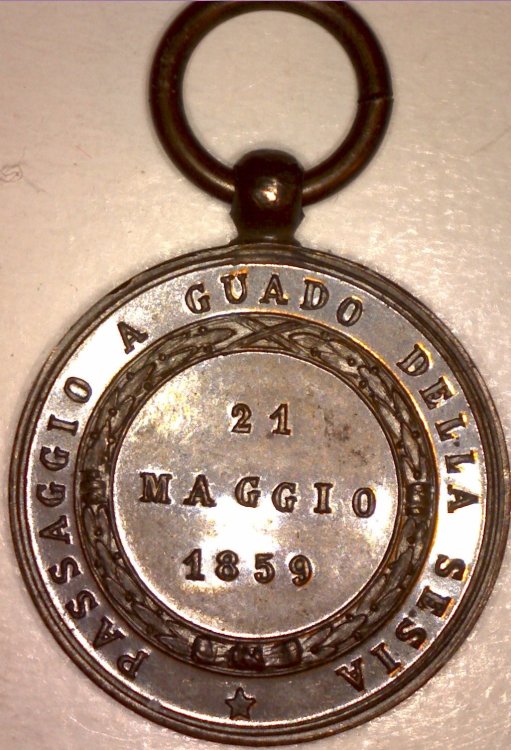 PASSAGGIO A GUADO DELLA SESIA
21
MAGGIO
1859